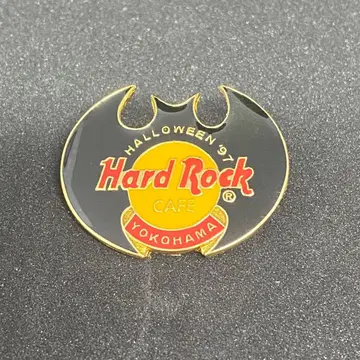 HALLOWEEN '97
Hard Rock
®
CAFE
YOKOHAMA